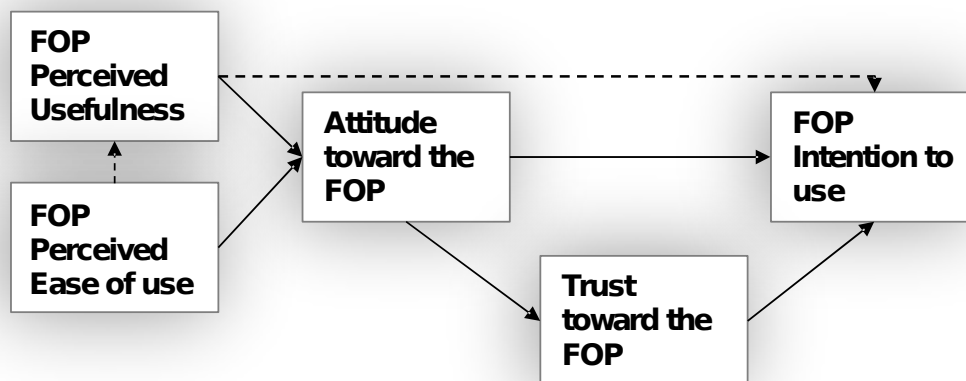 FOP
Perceived
Usefulness
FOP
Perceived
Ease of use
Attitude
toward the
FOP
Trust
toward the
FOP
FOP
Intention to
use